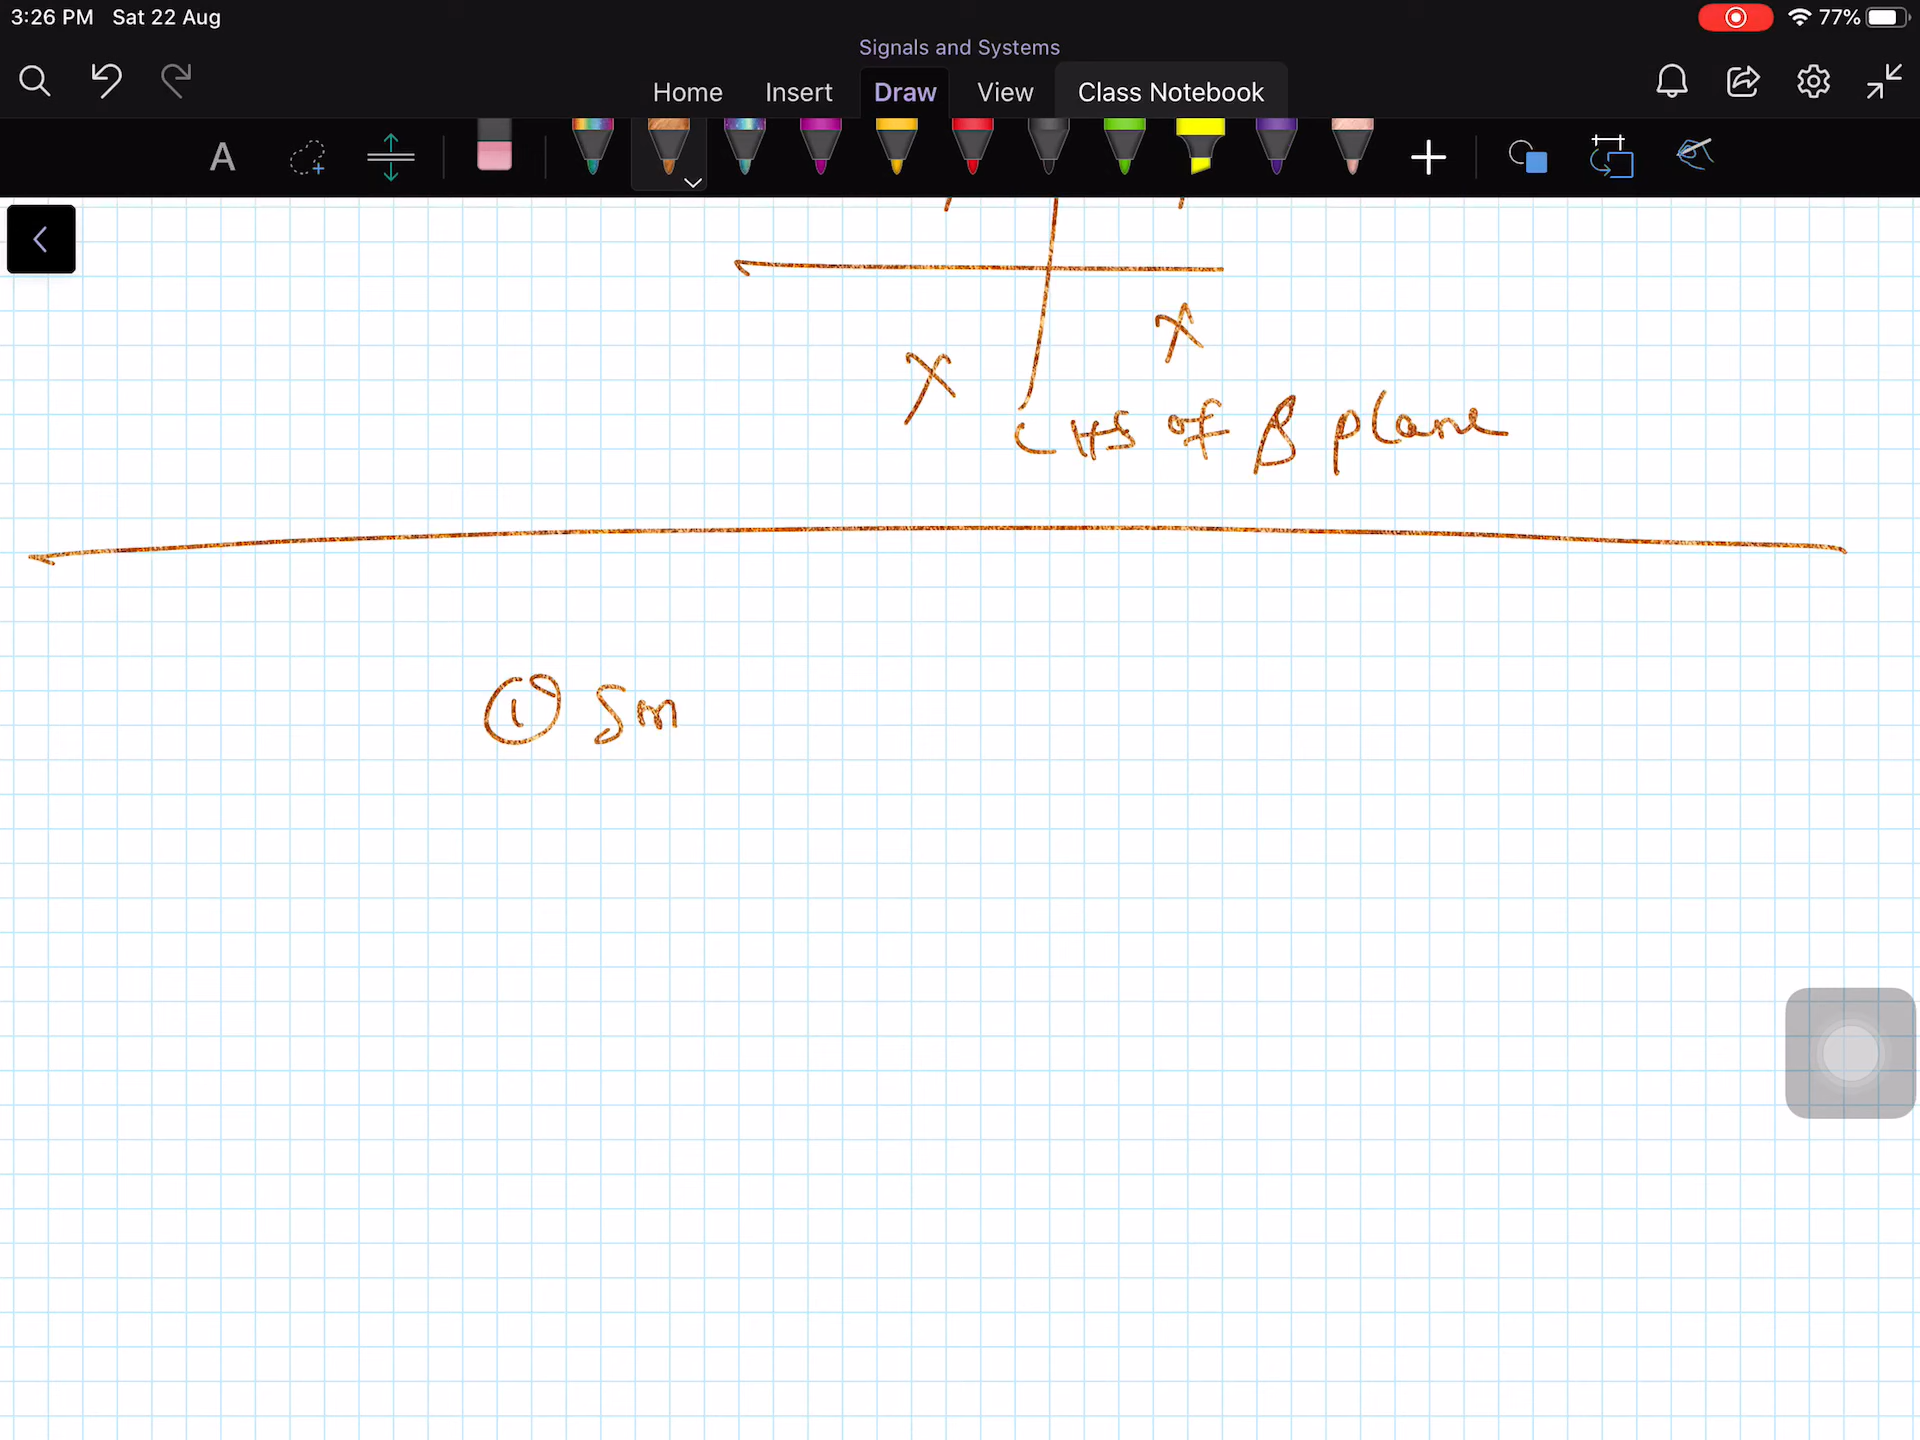 3:26 PM Sat 22 Aug
77%
Signals and Systems
Home Insert Draw View Class Notebook
A
LHS of β plane
① Sm